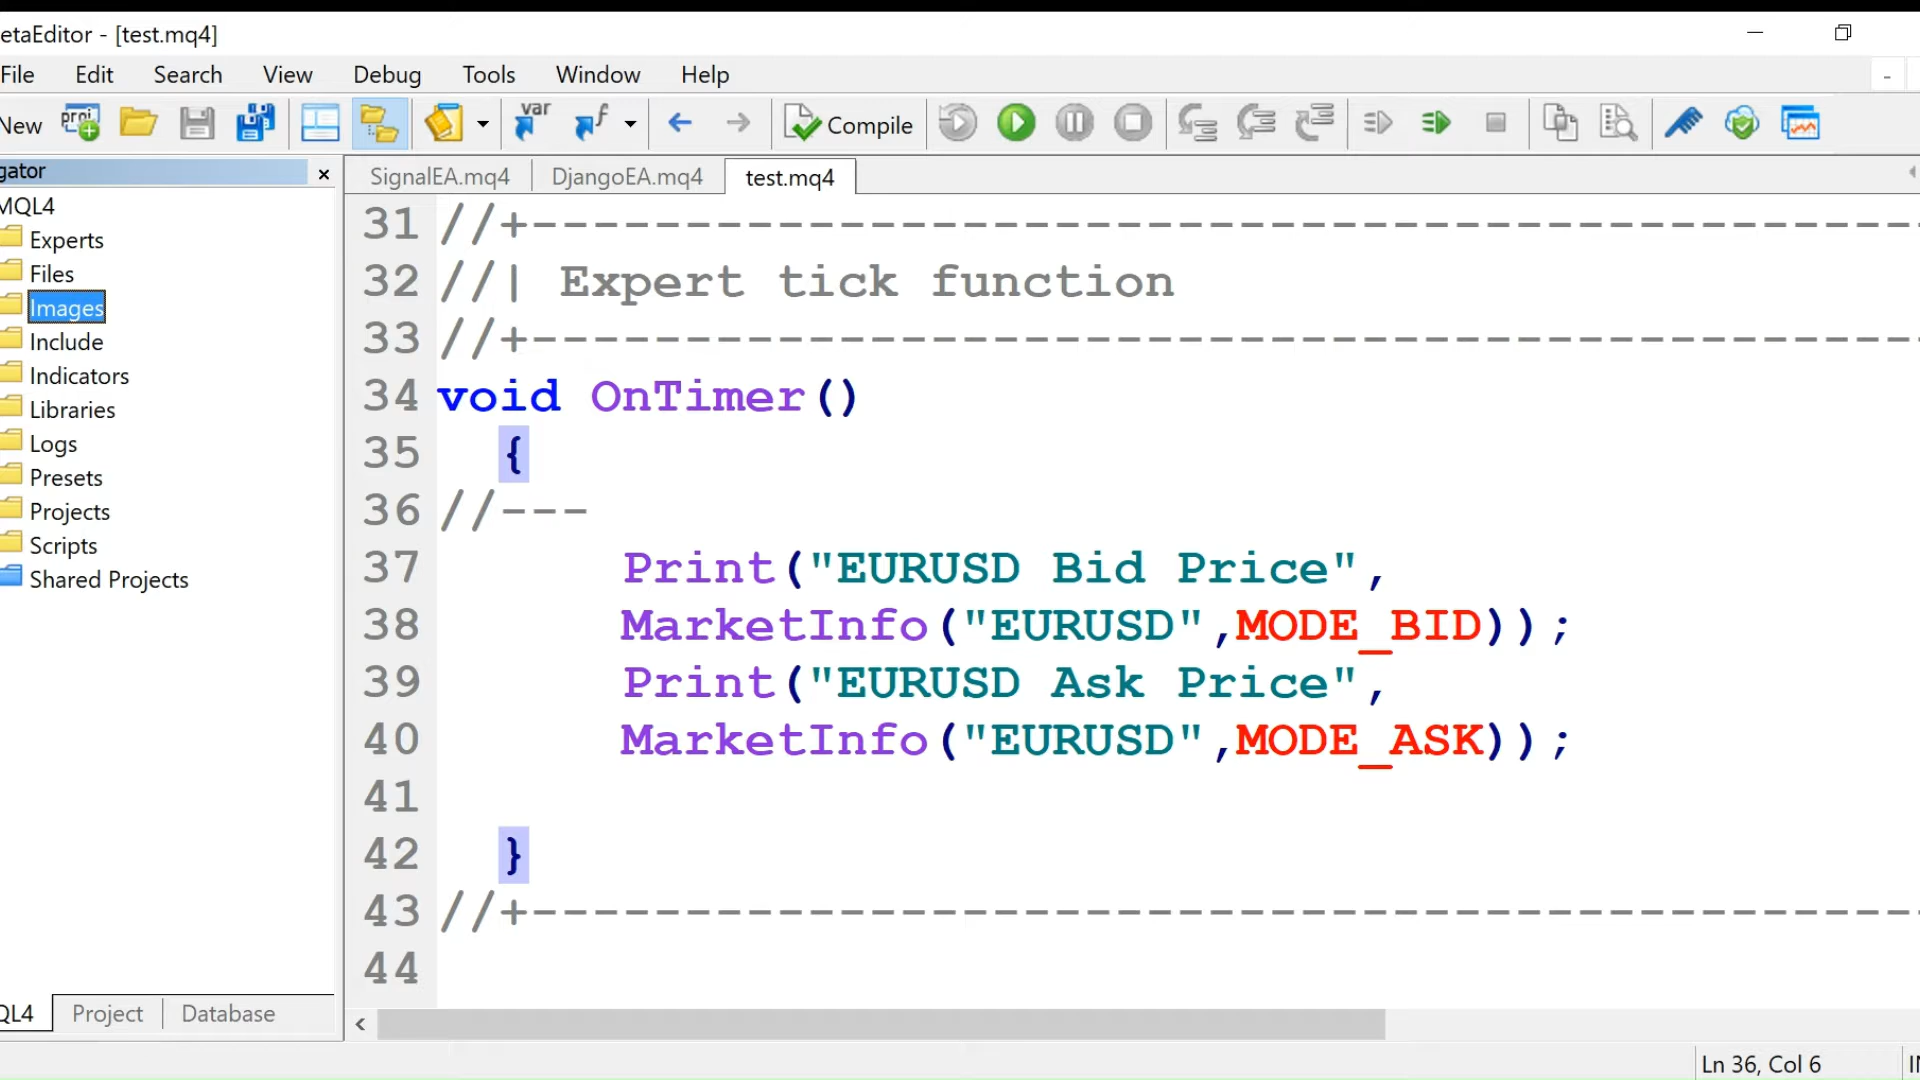 etaEditor - [test.mq4]
File Edit Search View Debug Tools Window Help
New proj var f Compile
gator
SignalEA.mq4 DjangoEA.mq4 test.mq4
MQL4
Experts
Files
Images
Include
Indicators
Libraries
Logs
Presets
Projects
Scripts
Shared Projects
31 //+----------------------------------------------
32 //| Expert tick function
33 //+----------------------------------------------
34 void OnTimer()
35 {
36 //---
37 Print("EURUSD Bid Price",
38 MarketInfo("EURUSD",MODE_BID));
39 Print("EURUSD Ask Price",
40 MarketInfo("EURUSD",MODE_ASK));
41
42 }
43 //+----------------------------------------------
44
QL4 Project Database
Ln 36, Col 6